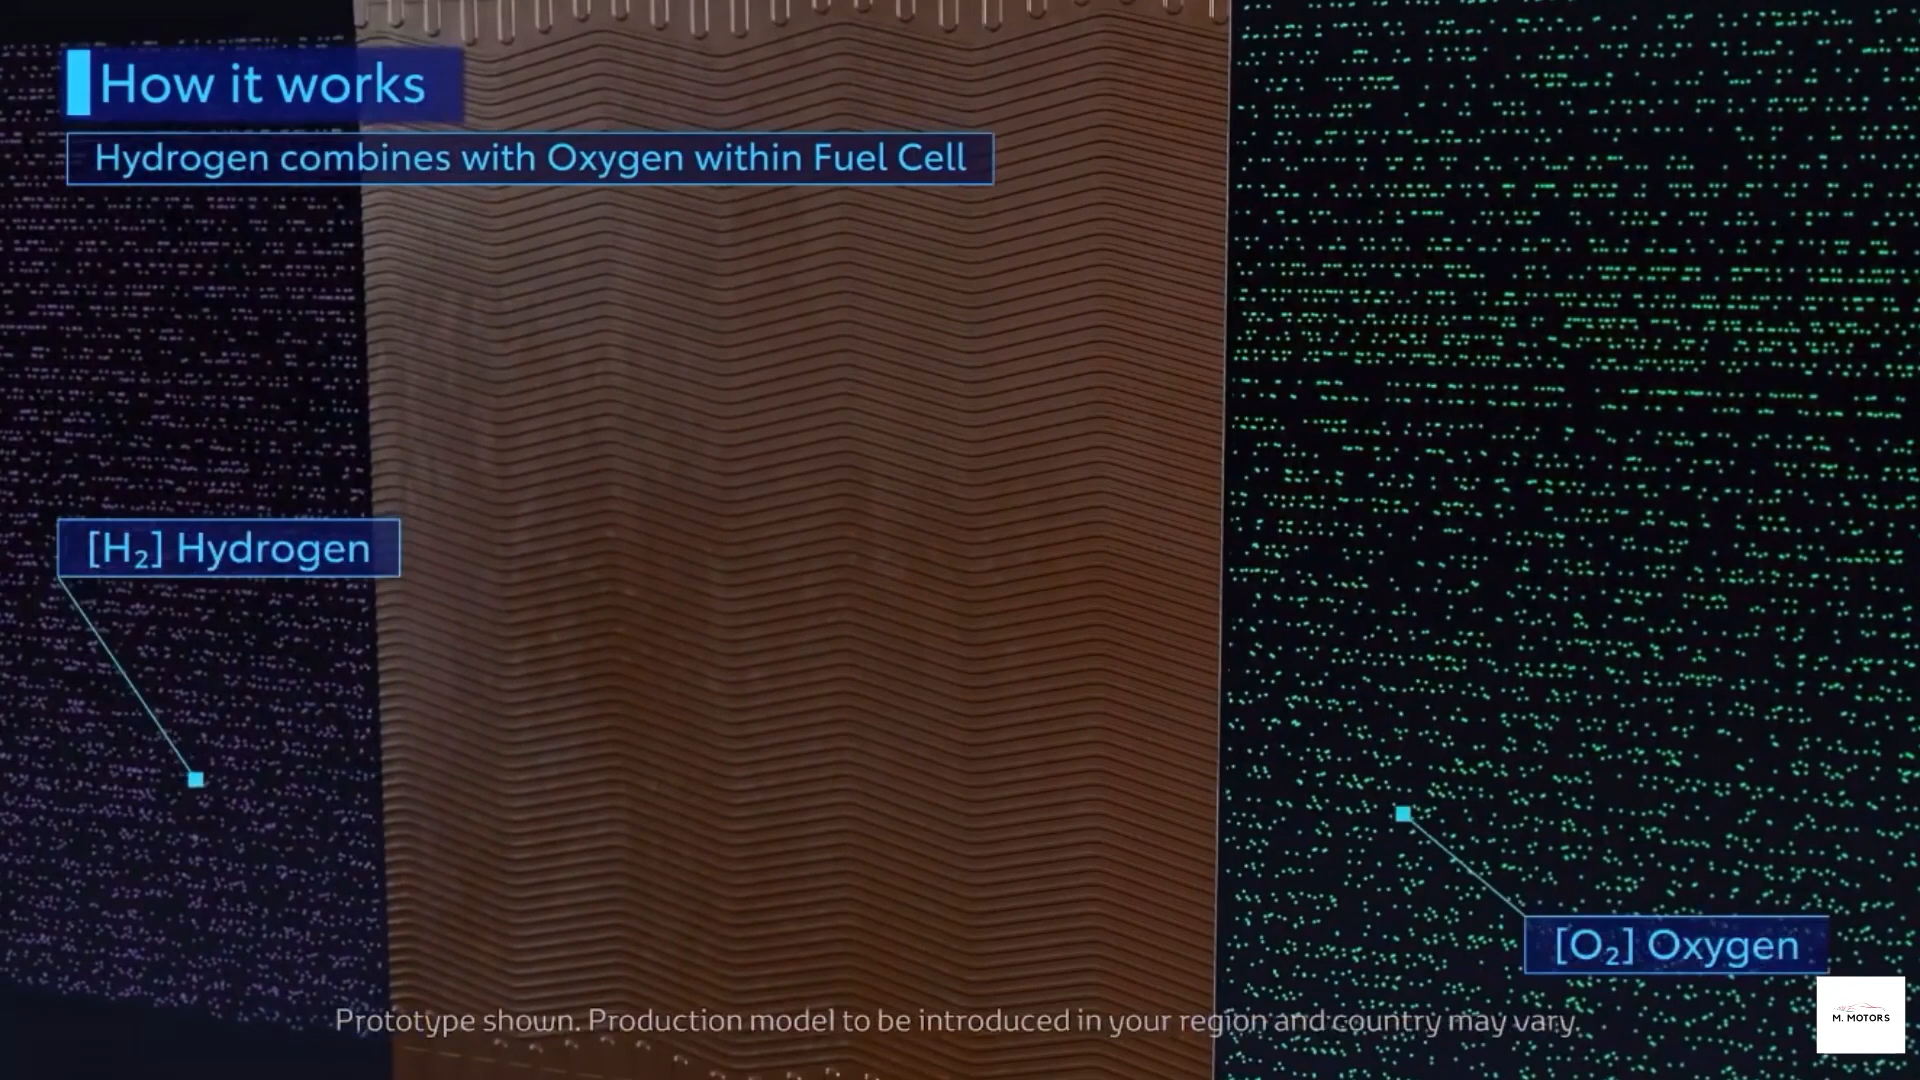 How it works
Hydrogen combines with Oxygen within Fuel Cell
[H₂] Hydrogen
[O₂] Oxygen
Prototype shown. Production model to be introduced in your region and country may vary.
M. MOTORS